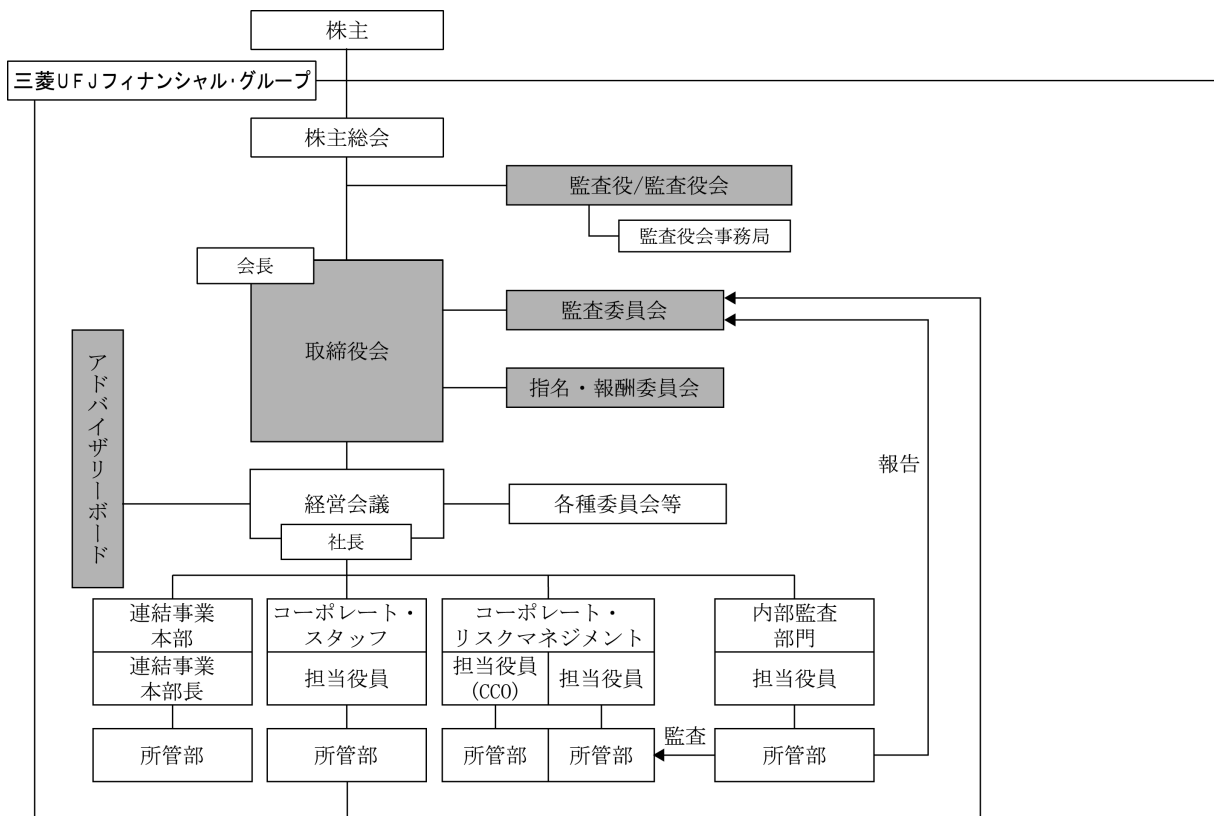 株主
三菱UFJフィナンシャル・グループ
株主総会
監査役/監査役会
監査役会事務局
会長
取締役会
監査委員会
指名・報酬委員会
アドバイザリーボード
報告
経営会議
社長
各種委員会等
連結事業
本部
連結事業
本部長
所管部
コーポレート・
スタッフ
担当役員
所管部
コーポレート・
リスクマネジメント
担当役員
(CCO)
担当役員
所管部
所管部
監査
内部監査
部門
担当役員
所管部